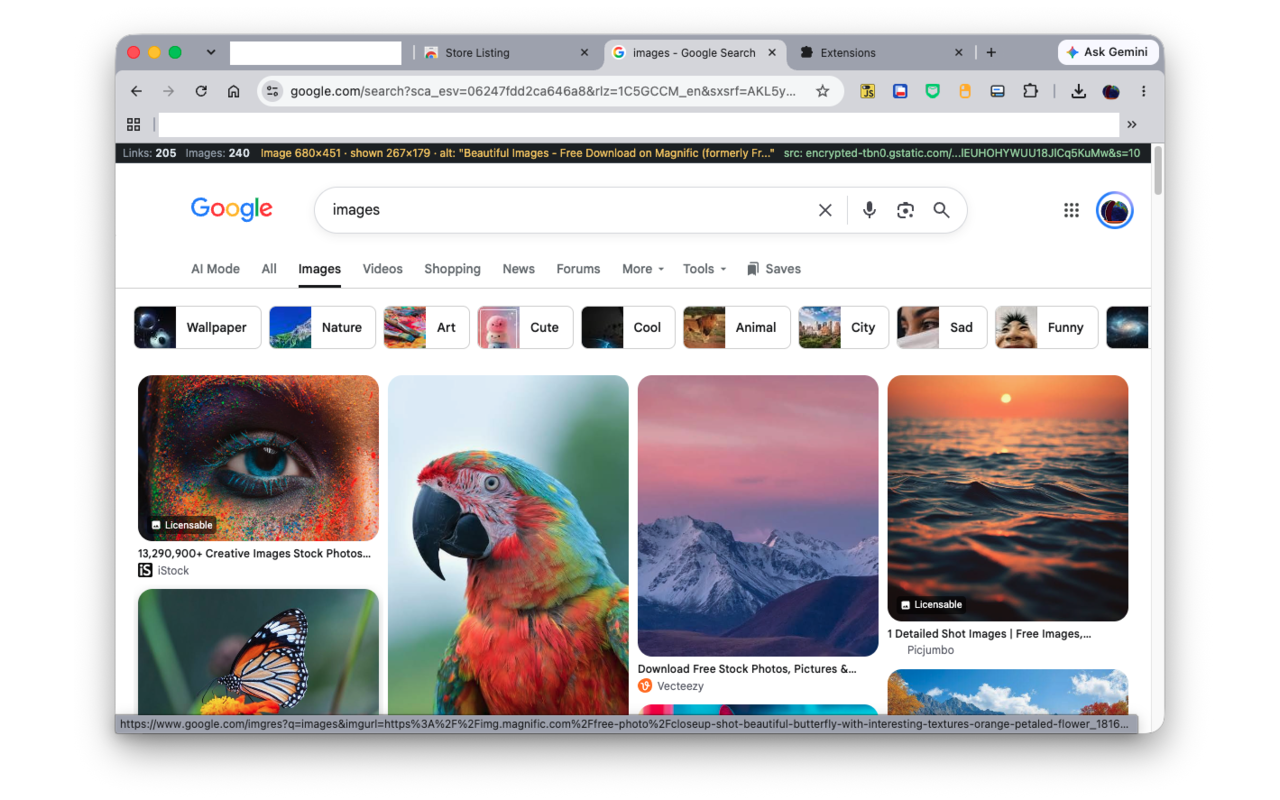 Store Listing
images - Google Search
Extensions
Ask Gemini
google.com/search?sca_esv=06247fdd2ca646a8&rlz=1C5GCCM_en&sxsrf=AKL5y...
JS
Links: 205 Images: 240 Image 680×451 · shown 267×179 · alt: "Beautiful Images - Free Download on Magnific (formerly Fr..." src: encrypted-tbn0.gstatic.com/...IEUHOHYWUU18JlCq5KuMw&s=10
Google
images
AI Mode All Images Videos Shopping News Forums More Tools Saves
Wallpaper Nature Art Cute Cool Animal City Sad Funny
Licensable
13,290,900+ Creative Images Stock Photos...
iS iStock
Download Free Stock Photos, Pictures &...
Vecteezy
Licensable
1 Detailed Shot Images | Free Images,...
Picjumbo
https://www.google.com/imgres?q=images&imgurl=https%3A%2F%2Fimg.magnific.com%2Ffree-photo%2Fcloseup-shot-beautiful-butterfly-with-interesting-textures-orange-petaled-flower_1816...